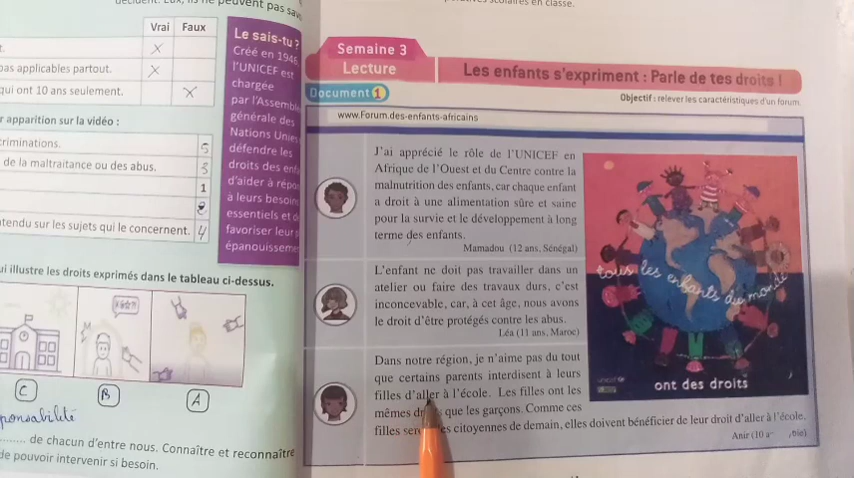 Vrai Faux
pas applicables partout.
qui ont 10 ans seulement.
r apparition sur la vidéo :
criminations. 5
de la maltraitance ou des abus. 3
1
tendu sur les sujets qui le concernent. 4
ui illustre les droits exprimés dans le tableau ci-dessus.
C B A
ponsabilité
de chacun d'entre nous. Connaître et reconnaître
de pouvoir intervenir si besoin.
Le sais-tu ?
Créé en 1946,
l'UNICEF est
chargée
par l'Assemb
générale des
Nations Unies
défendre les
droits des en
d'aider à répo
à leurs besoin
essentiels et d
favoriser leur
épanouisseme
en classe.
Semaine 3
Lecture
Les enfants s'expriment : Parle de tes droits !
Document 1
Objectif : relever les caractéristiques d'un forum.
www.Forum.des-enfants-africains
J'ai apprécié le rôle de l'UNICEF en
Afrique de l'Ouest et du Centre contre la
malnutrition des enfants, car chaque enfant
a droit à une alimentation sûre et saine
pour la survie et le développement à long
terme des enfants.
Mamadou (12 ans, Sénégal)
L'enfant ne doit pas travailler dans un
atelier ou faire des travaux durs, c'est
inconcevable, car, à cet âge, nous avons
le droit d'être protégés contre les abus.
Léa (11 ans, Maroc)
Dans notre région, je n'aime pas du tout
que certains parents interdisent à leurs
filles d'aller à l'école. Les filles ont les
mêmes que les garçons. Comme ces
filles citoyennes de demain, elles doivent bénéficier de leur droit d'aller à l'école.
Anir (10
tous les enfants du monde
ont des droits